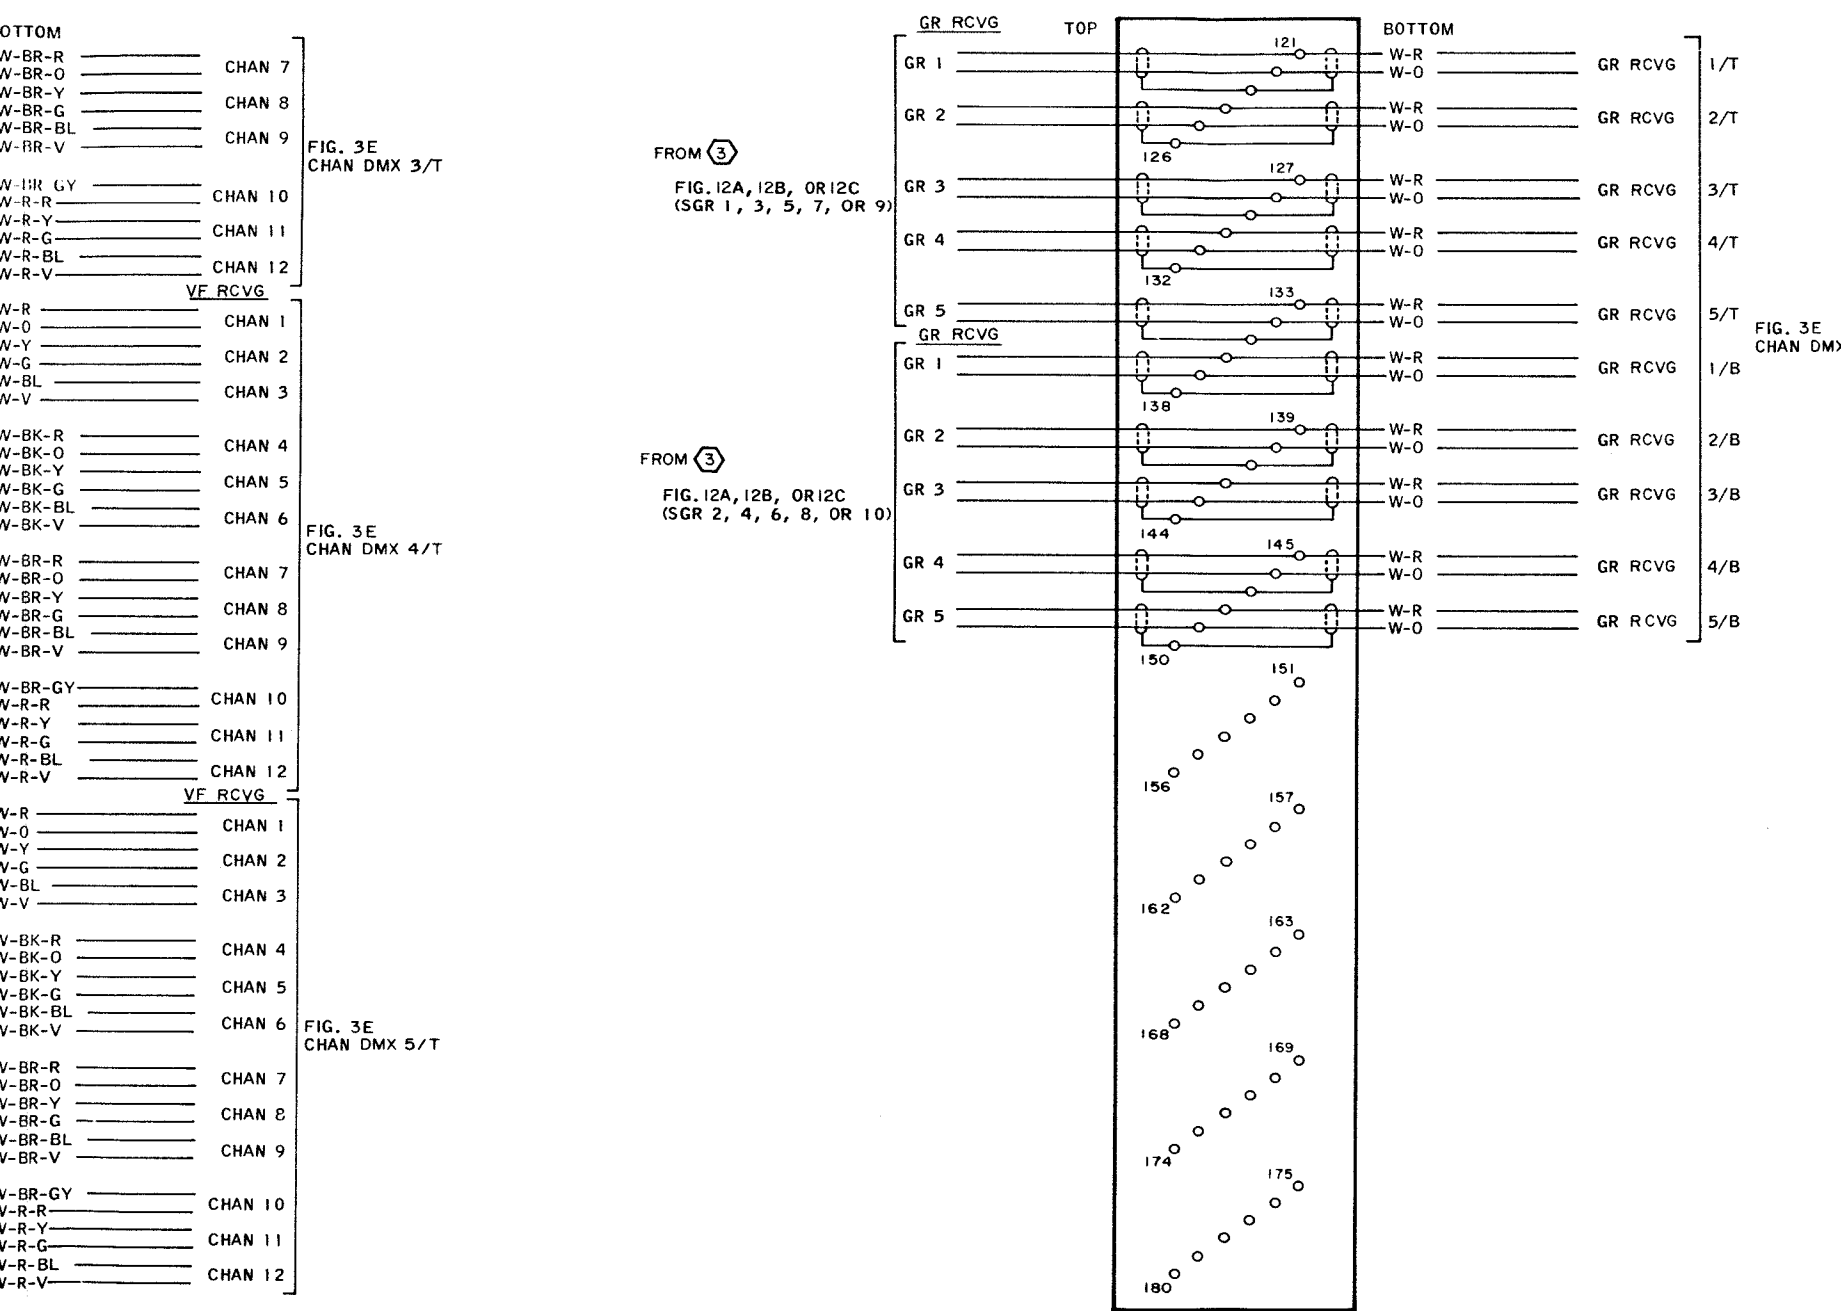 OTTOM
W-BR-R
W-BR-O
CHAN 7
W-BR-Y
W-BR-G
CHAN 8
W-BR-BL
W-BR-V
CHAN 9
FIG. 3E
CHAN DMX 3/T
W-BR GY
W-R-R
CHAN 10
W-R-Y
W-R-G
CHAN 11
W-R-BL
W-R-V
CHAN 12
VF RCVG
W-R
W-O
CHAN 1
W-Y
W-G
CHAN 2
W-BL
W-V
CHAN 3
W-BK-R
W-BK-O
CHAN 4
W-BK-Y
W-BK-G
CHAN 5
W-BK-BL
W-BK-V
CHAN 6
FIG. 3E
CHAN DMX 4/T
W-BR-R
W-BR-O
CHAN 7
W-BR-Y
W-BR-G
CHAN 8
W-BR-BL
W-BR-V
CHAN 9
W-BR-GY
W-R-R
CHAN 10
W-R-Y
W-R-G
CHAN 11
W-R-BL
W-R-V
CHAN 12
VF RCVG
W-R
W-O
CHAN 1
W-Y
W-G
CHAN 2
W-BL
W-V
CHAN 3
W-BK-R
W-BK-O
CHAN 4
W-BK-Y
W-BK-G
CHAN 5
W-BK-BL
W-BK-V
CHAN 6
FIG. 3E
CHAN DMX 5/T
W-BR-R
W-BR-O
CHAN 7
W-BR-Y
W-BR-G
CHAN 8
W-BR-BL
W-BR-V
CHAN 9
W-BR-GY
W-R-R
CHAN 10
W-R-Y
W-R-G
CHAN 11
W-R-BL
W-R-V
CHAN 12
FROM 3
FIG. 12A, 12B, OR 12C
(SGR 1, 3, 5, 7, OR 9)
FROM 3
FIG. 12A, 12B, OR 12C
(SGR 2, 4, 6, 8, OR 10)
GR RCVG
TOP
BOTTOM
GR 1
121
W-R
W-O
GR RCVG 1/T
GR 2
126
W-R
W-O
GR RCVG 2/T
GR 3
127
W-R
W-O
GR RCVG 3/T
GR 4
132
W-R
W-O
GR RCVG 4/T
GR 5
133
W-R
W-O
GR RCVG 5/T
GR RCVG
GR 1
138
W-R
W-O
GR RCVG 1/B
GR 2
139
W-R
W-O
GR RCVG 2/B
GR 3
144
W-R
W-O
GR RCVG 3/B
GR 4
145
W-R
W-O
GR RCVG 4/B
GR 5
150
W-R
W-O
GR RCVG 5/B
FIG. 3E
CHAN DMX
151
156
157
162
163
168
169
174
175
180